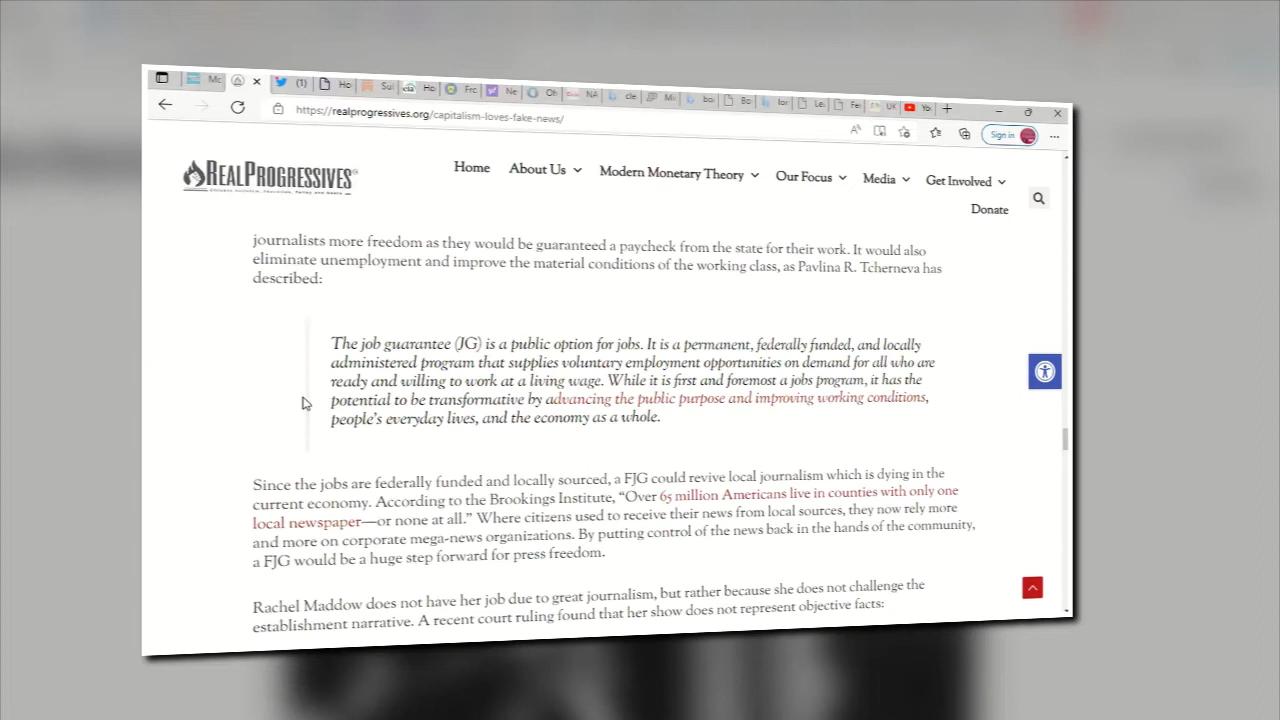 (1)
https://realprogressives.org/capitalism-loves-fake-news/
Sign in
REALPROGRESSIVES
Home About Us Modern Monetary Theory Our Focus Media Get Involved
Donate
journalists more freedom as they would be guaranteed a paycheck from the state for their work. It would also
eliminate unemployment and improve the material conditions of the working class, as Pavlina R. Tcherneva has
described:
The job guarantee (JG) is a public option for jobs. It is a permanent, federally funded, and locally
administered program that supplies voluntary employment opportunities on demand for all who are
ready and willing to work at a living wage. While it is first and foremost a jobs program, it has the
potential to be transformative by advancing the public purpose and improving working conditions,
people's everyday lives, and the economy as a whole.
Since the jobs are federally funded and locally sourced, a FJG could revive local journalism which is dying in the
current economy. According to the Brookings Institute, “Over 65 million Americans live in counties with only one
local newspaper—or none at all.” Where citizens used to receive their news from local sources, they now rely more
and more on corporate mega-news organizations. By putting control of the news back in the hands of the community,
a FJG would be a huge step forward for press freedom.
Rachel Maddow does not have her job due to great journalism, but rather because she does not challenge the
establishment narrative. A recent court ruling found that her show does not represent objective facts: